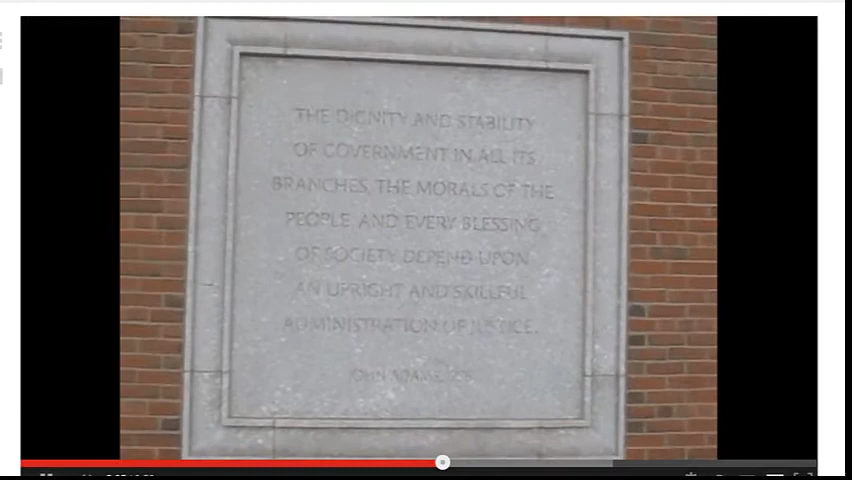 THE DIGNITY AND STABILITY
OF GOVERNMENT IN ALL ITS
BRANCHES, THE MORALS OF THE
PEOPLE AND EVERY BLESSING
OF SOCIETY DEPEND UPON
AN UPRIGHT AND SKILLFUL
ADMINISTRATION OF JUSTICE.
JOHN ADAMS